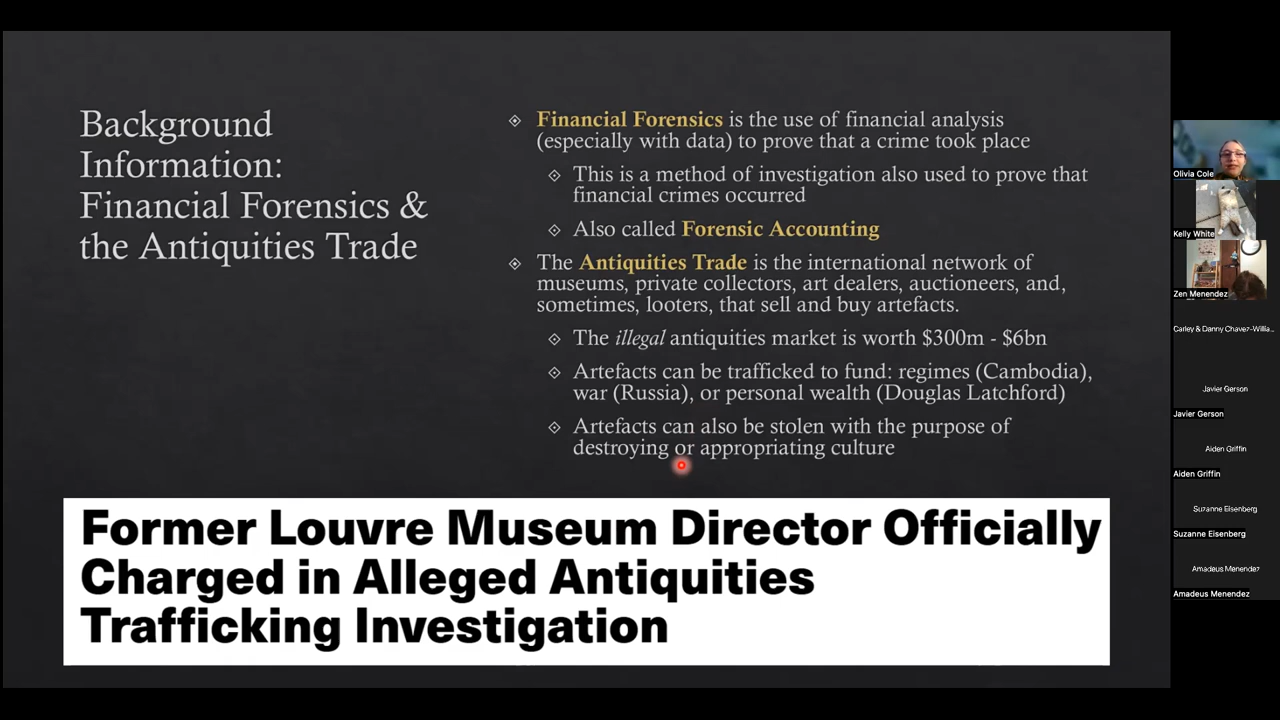 Background
Information:
Financial Forensics &
the Antiquities Trade
Financial Forensics is the use of financial analysis
(especially with data) to prove that a crime took place
This is a method of investigation also used to prove that
financial crimes occurred
Also called Forensic Accounting
The Antiquities Trade is the international network of
museums, private collectors, art dealers, auctioneers, and,
sometimes, looters, that sell and buy artefacts.
The illegal antiquities market is worth $300m - $6bn
Artefacts can be trafficked to fund: regimes (Cambodia),
war (Russia), or personal wealth (Douglas Latchford)
Artefacts can also be stolen with the purpose of
destroying or appropriating culture
Former Louvre Museum Director Officially
Charged in Alleged Antiquities
Trafficking Investigation
Olivia Cole
Kelly White
Zen Menendez
Carley & Danny Chavez-Willia...
Javier Gerson
Javier Gerson
Aiden Griffin
Aiden Griffin
Suzanne Eisenberg
Suzanne Eisenberg
Amadeus Menendez
Amadeus Menendez